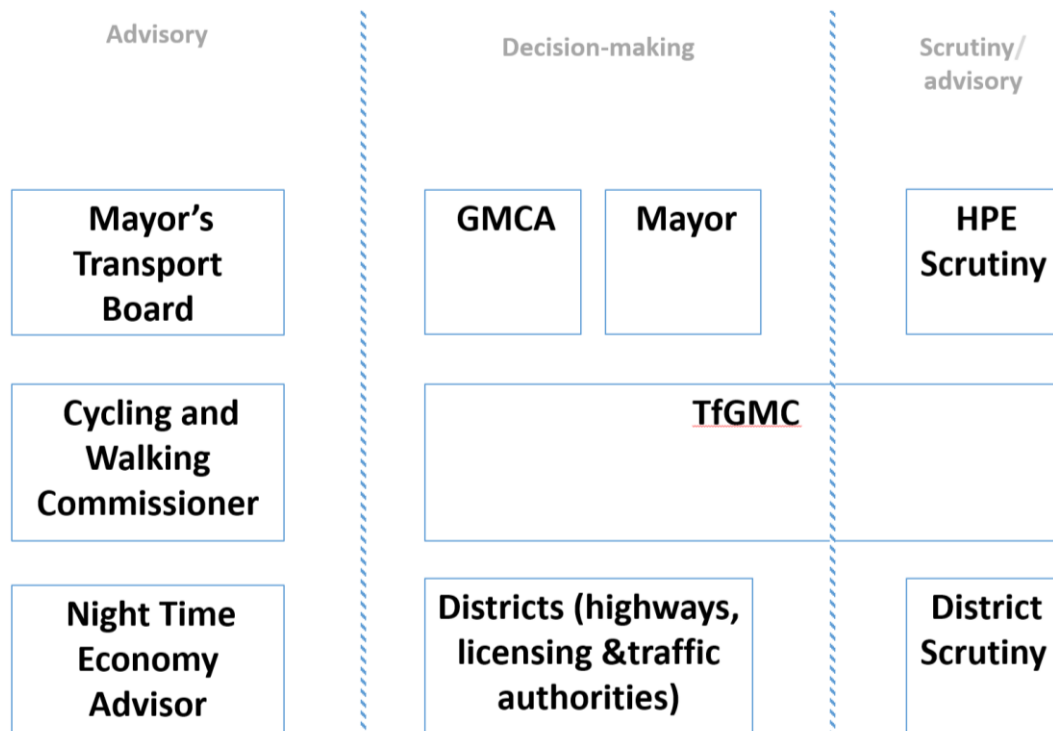 Advisory
Decision-making
Scrutiny/
advisory
Mayor’s
Transport
Board
GMCA
Mayor
HPE
Scrutiny
Cycling and
Walking
Commissioner
TfGMC
Night Time
Economy
Advisor
Districts (highways,
licensing &traffic
authorities)
District
Scrutiny